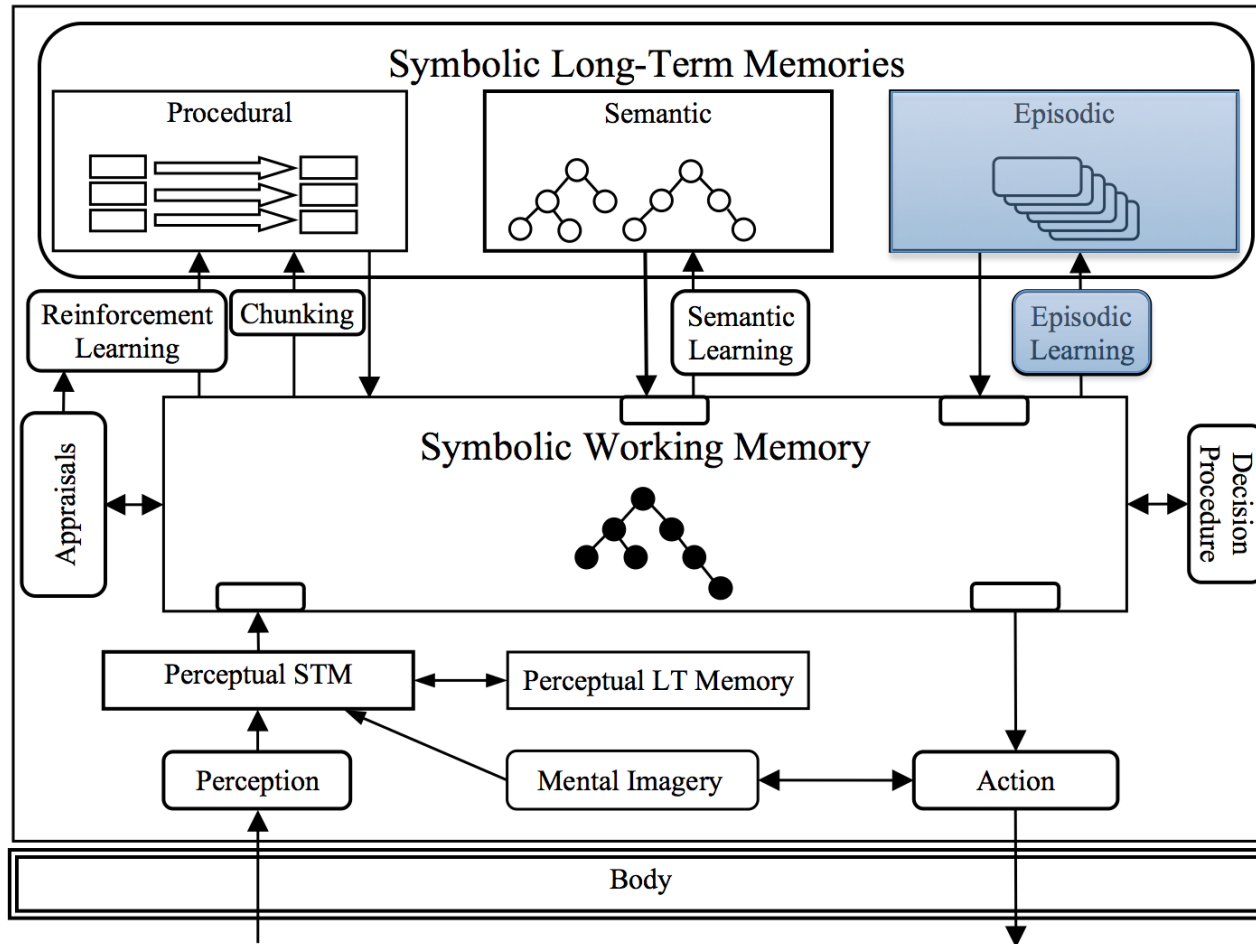 Symbolic Long-Term Memories
Procedural
Semantic
Episodic
Reinforcement
Learning
Chunking
Semantic
Learning
Episodic
Learning
Symbolic Working Memory
Appraisals
Decision
Procedure
Perceptual STM
Perceptual LT Memory
Perception
Mental Imagery
Action
Body